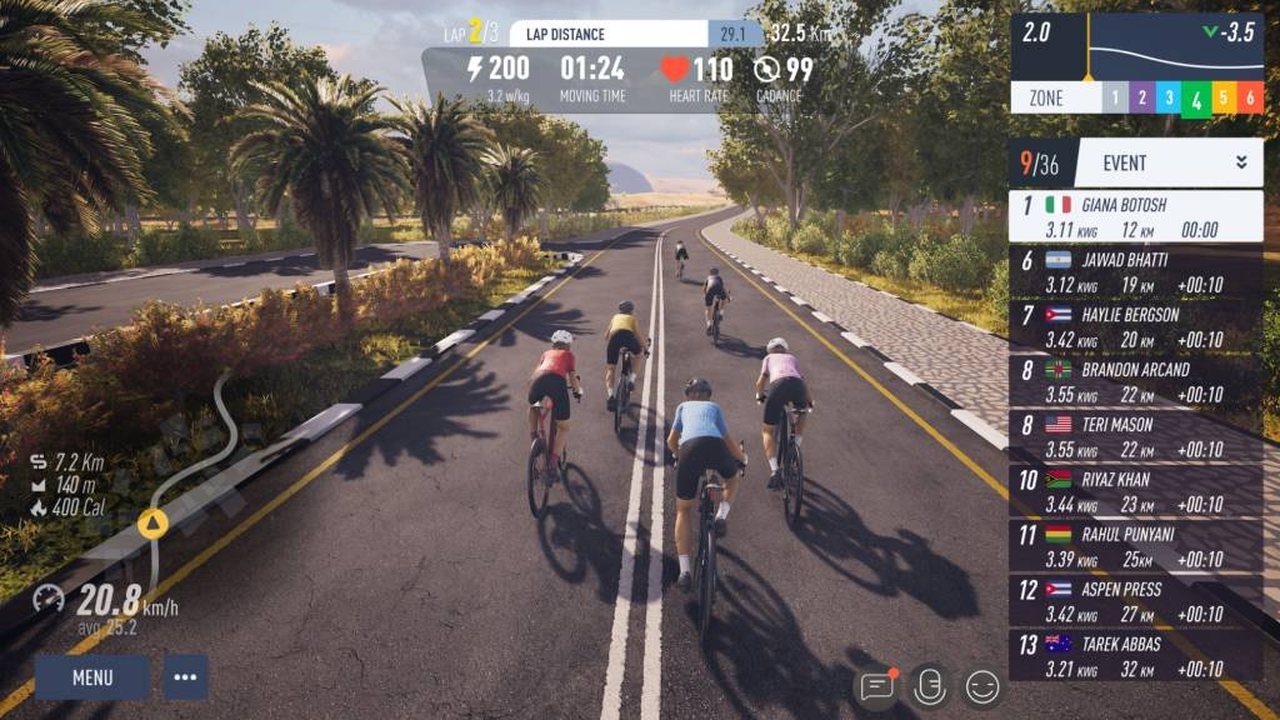 LAP 2/3 LAP DISTANCE 29.1 32.5 Km
200 01:24 110 99
3.2 w/kg MOVING TIME HEART RATE CADANCE
2.0 -3.5
ZONE 1 2 3 4 5 6
9/36 EVENT
1 GIANA BOTOSH
3.11 KWG 12 KM 00:00
6 JAWAD BHATTI
3.12 KWG 19 KM +00:10
7 HAYLIE BERGSON
3.42 KWG 20 KM +00:10
8 BRANDON ARCAND
3.55 KWG 22 KM +00:10
8 TERI MASON
3.55 KWG 22 KM +00:10
10 RIYAZ KHAN
3.44 KWG 23 KM +00:10
11 RAHUL PUNYANI
3.39 KWG 25KM +00:10
12 ASPEN PRESS
3.42 KWG 27 KM +00:10
13 TAREK ABBAS
3.21 KWG 32 KM +00:10
7.2 Km
140 m
400 Cal
20.8 km/h
avg 25.2
MENU